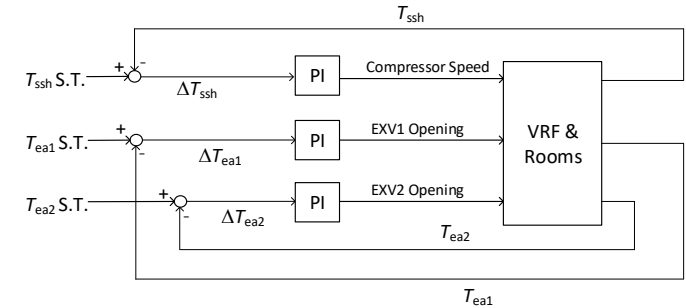 Tssh
+
-
Tssh S.T.
ΔTssh
PI
Compressor Speed
+
-
Tea1 S.T.
ΔTea1
PI
EXV1 Opening
VRF &
Rooms
+
-
Tea2 S.T.
ΔTea2
PI
EXV2 Opening
Tea2
Tea1